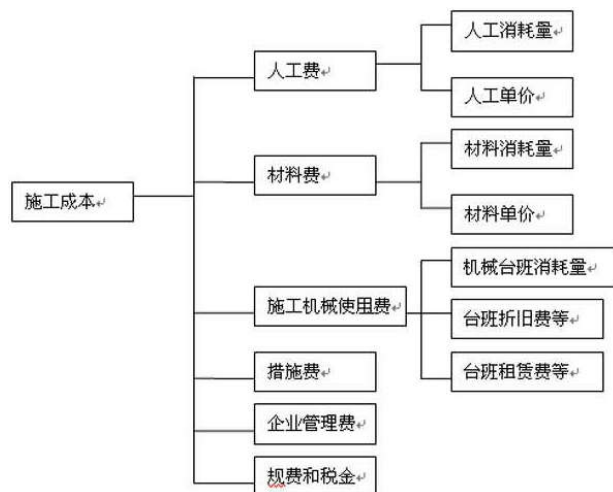 人工消耗量
人工费
人工单价
材料消耗量
材料费
施工成本
材料单价
机械台班消耗量
施工机械使用费
台班折旧费等
措施费
台班租赁费等
企业管理费
规费和税金